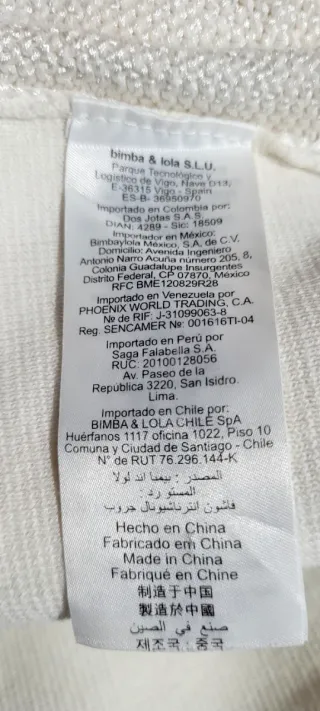 bimba & lola S.L.U.
Parque Tecnológico y
Logístico de Vigo, Nave D13,
E-36315 Vigo - Spain
ES-B- 36950970
Importado en Colombia por:
Dos Jotas S.A.S.
DIAN: 4289 - Sic: 18509
Importador en México:
Bimbaylola México, S.A, de C.V.
Domicilio: Avenida Ingeniero
Antonio Narro Acuña número 205, 8,
Colonia Guadalupe Insurgentes
Distrito Federal, CP 07870, México
RFC BME120829R28
Importado en Venezuela por
PHOENIX WORLD TRADING, C.A.
№ de RIF: J-31099063-8
Reg. SENCAMER №: 001616TI-04
Importado en Perú por
Saga Falabella S.A.
RUC: 20100128056
Av. Paseo de la
República 3220, San Isidro.
Lima.
Importado en Chile por:
BIMBA & LOLA CHILE SpA
Huérfanos 1117 oficina 1022, Piso 10
Comuna y Ciudad de Santiago - Chile
N° de RUT 76.296.144-K
المصدر : بيمبا اند لولا
المستورد :
فاشون انترناشيونال جروب
Hecho en China
Fabricado em China
Made in China
Fabriqué en Chine
制造于中国
製造於中國
صنع في الصين
제조국 : 중국